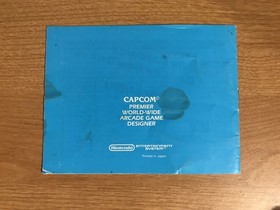 CAPCOM®
PREMIER
WORLD-WIDE
ARCADE GAME
DESIGNER
Nintendo ENTERTAINMENT SYSTEM
Printed in Japan